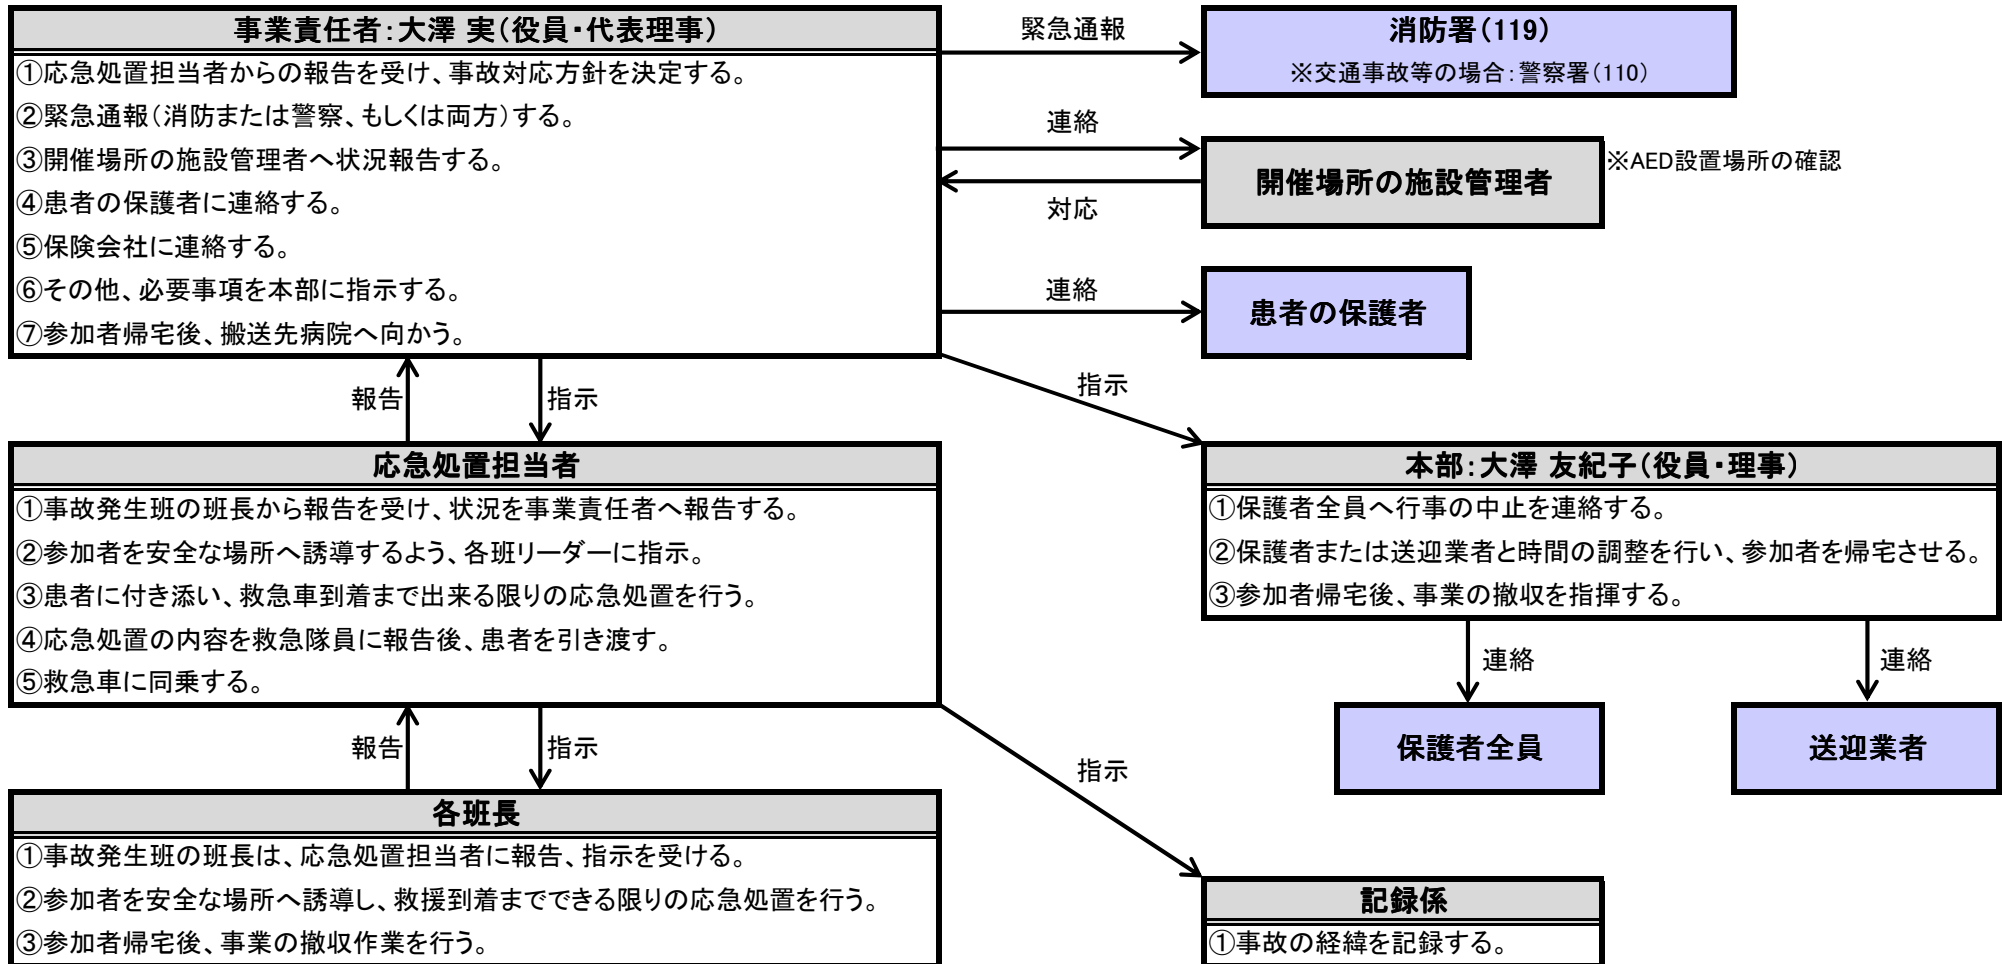 事業責任者:大澤 実(役員・代表理事)
①応急処置担当者からの報告を受け、事故対応方針を決定する。
②緊急通報(消防または警察、もしくは両方)する。
③開催場所の施設管理者へ状況報告する。
④患者の保護者に連絡する。
⑤保険会社に連絡する。
⑥その他、必要事項を本部に指示する。
⑦参加者帰宅後、搬送先病院へ向かう。
緊急通報
消防署(119)
※交通事故等の場合:警察署(110)
連絡
対応
開催場所の施設管理者
※AED設置場所の確認
連絡
患者の保護者
報告
指示
指示
応急処置担当者
①事故発生班の班長から報告を受け、状況を事業責任者へ報告する。
②参加者を安全な場所へ誘導するよう、各班リーダーに指示。
③患者に付き添い、救急車到着まで出来る限りの応急処置を行う。
④応急処置の内容を救急隊員に報告後、患者を引き渡す。
⑤救急車に同乗する。
本部:大澤 友紀子(役員・理事)
①保護者全員へ行事の中止を連絡する。
②保護者または送迎業者と時間の調整を行い、参加者を帰宅させる。
③参加者帰宅後、事業の撤収を指揮する。
連絡
連絡
保護者全員
送迎業者
報告
指示
指示
各班長
①事故発生班の班長は、応急処置担当者に報告、指示を受ける。
②参加者を安全な場所へ誘導し、救援到着までできる限りの応急処置を行う。
③参加者帰宅後、事業の撤収作業を行う。
記録係
①事故の経緯を記録する。